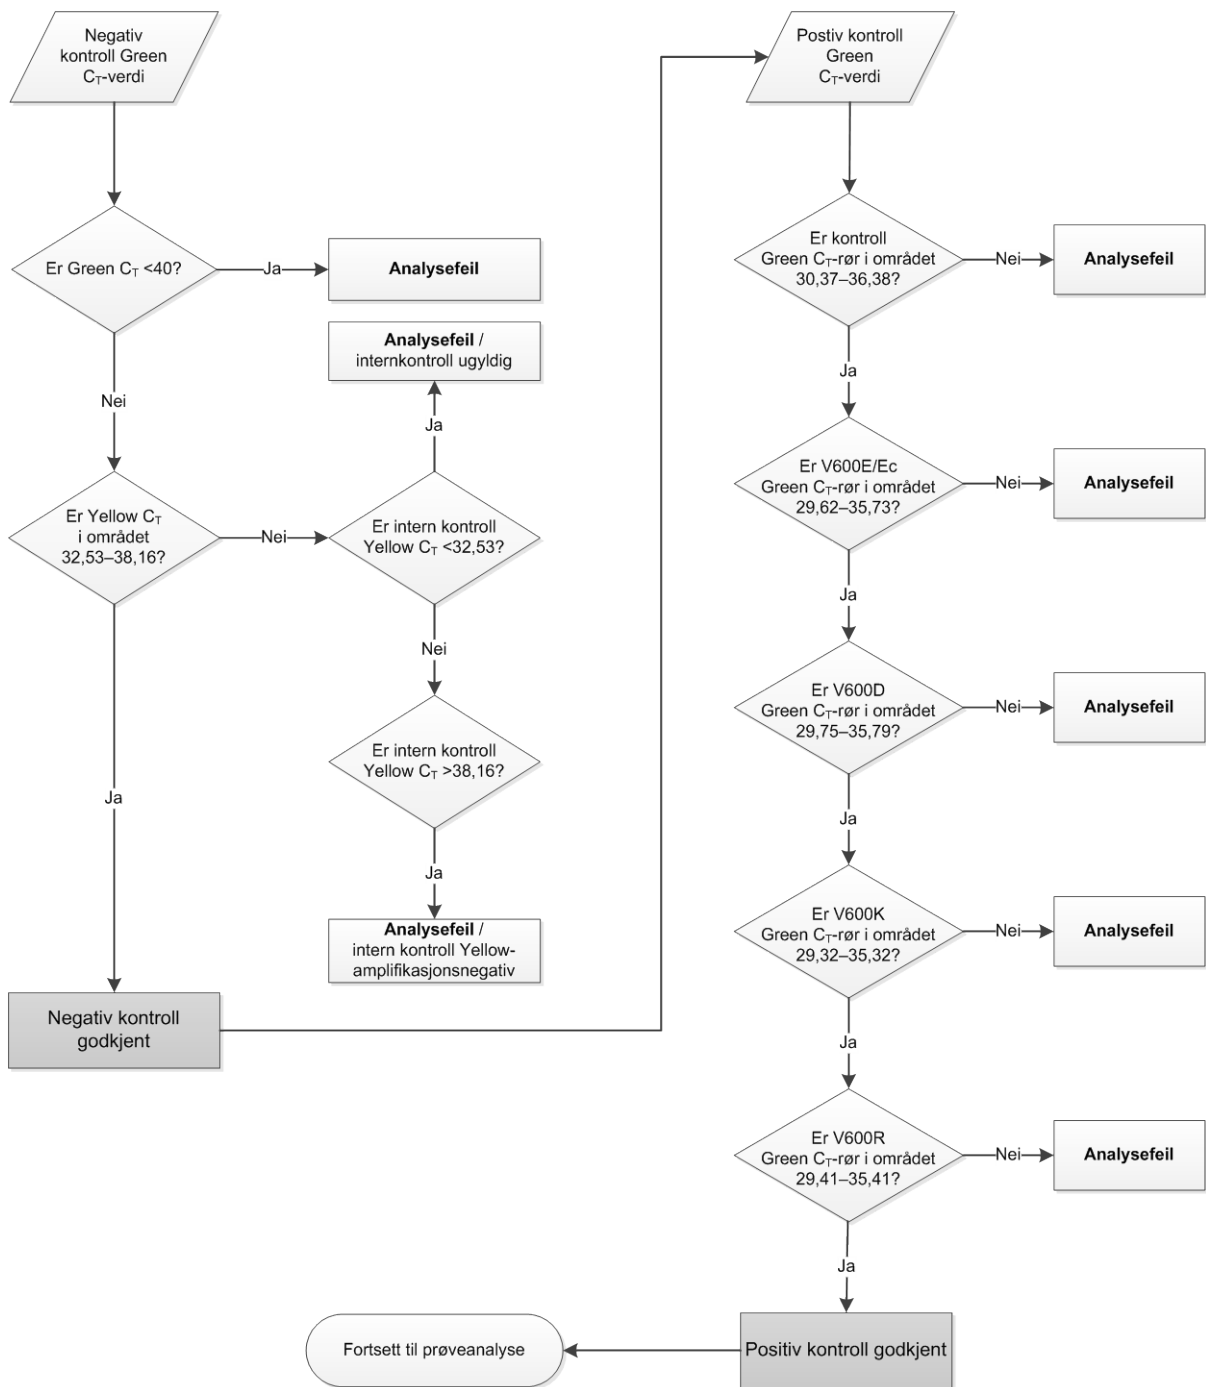 Negativ
kontroll Green
CT-verdi
Er Green CT <40?
Ja
Analysefeil
Nei
Er Yellow CT
i området
32,53–38,16?
Nei
Er intern kontroll
Yellow CT <32,53?
Ja
Analysefeil /
internkontroll ugyldig
Nei
Er intern kontroll
Yellow CT >38,16?
Ja
Analysefeil /
intern kontroll Yellow-
amplifikasjonsnegativ
Ja
Negativ kontroll
godkjent
Postiv kontroll
Green
CT-verdi
Er kontroll
Green CT-rør i området
30,37–36,38?
Nei
Analysefeil
Ja
Er V600E/Ec
Green CT-rør i området
29,62–35,73?
Nei
Analysefeil
Ja
Er V600D
Green CT-rør i området
29,75–35,79?
Nei
Analysefeil
Ja
Er V600K
Green CT-rør i området
29,32–35,32?
Nei
Analysefeil
Ja
Er V600R
Green CT-rør i området
29,41–35,41?
Nei
Analysefeil
Ja
Positiv kontroll godkjent
Fortsett til prøveanalyse